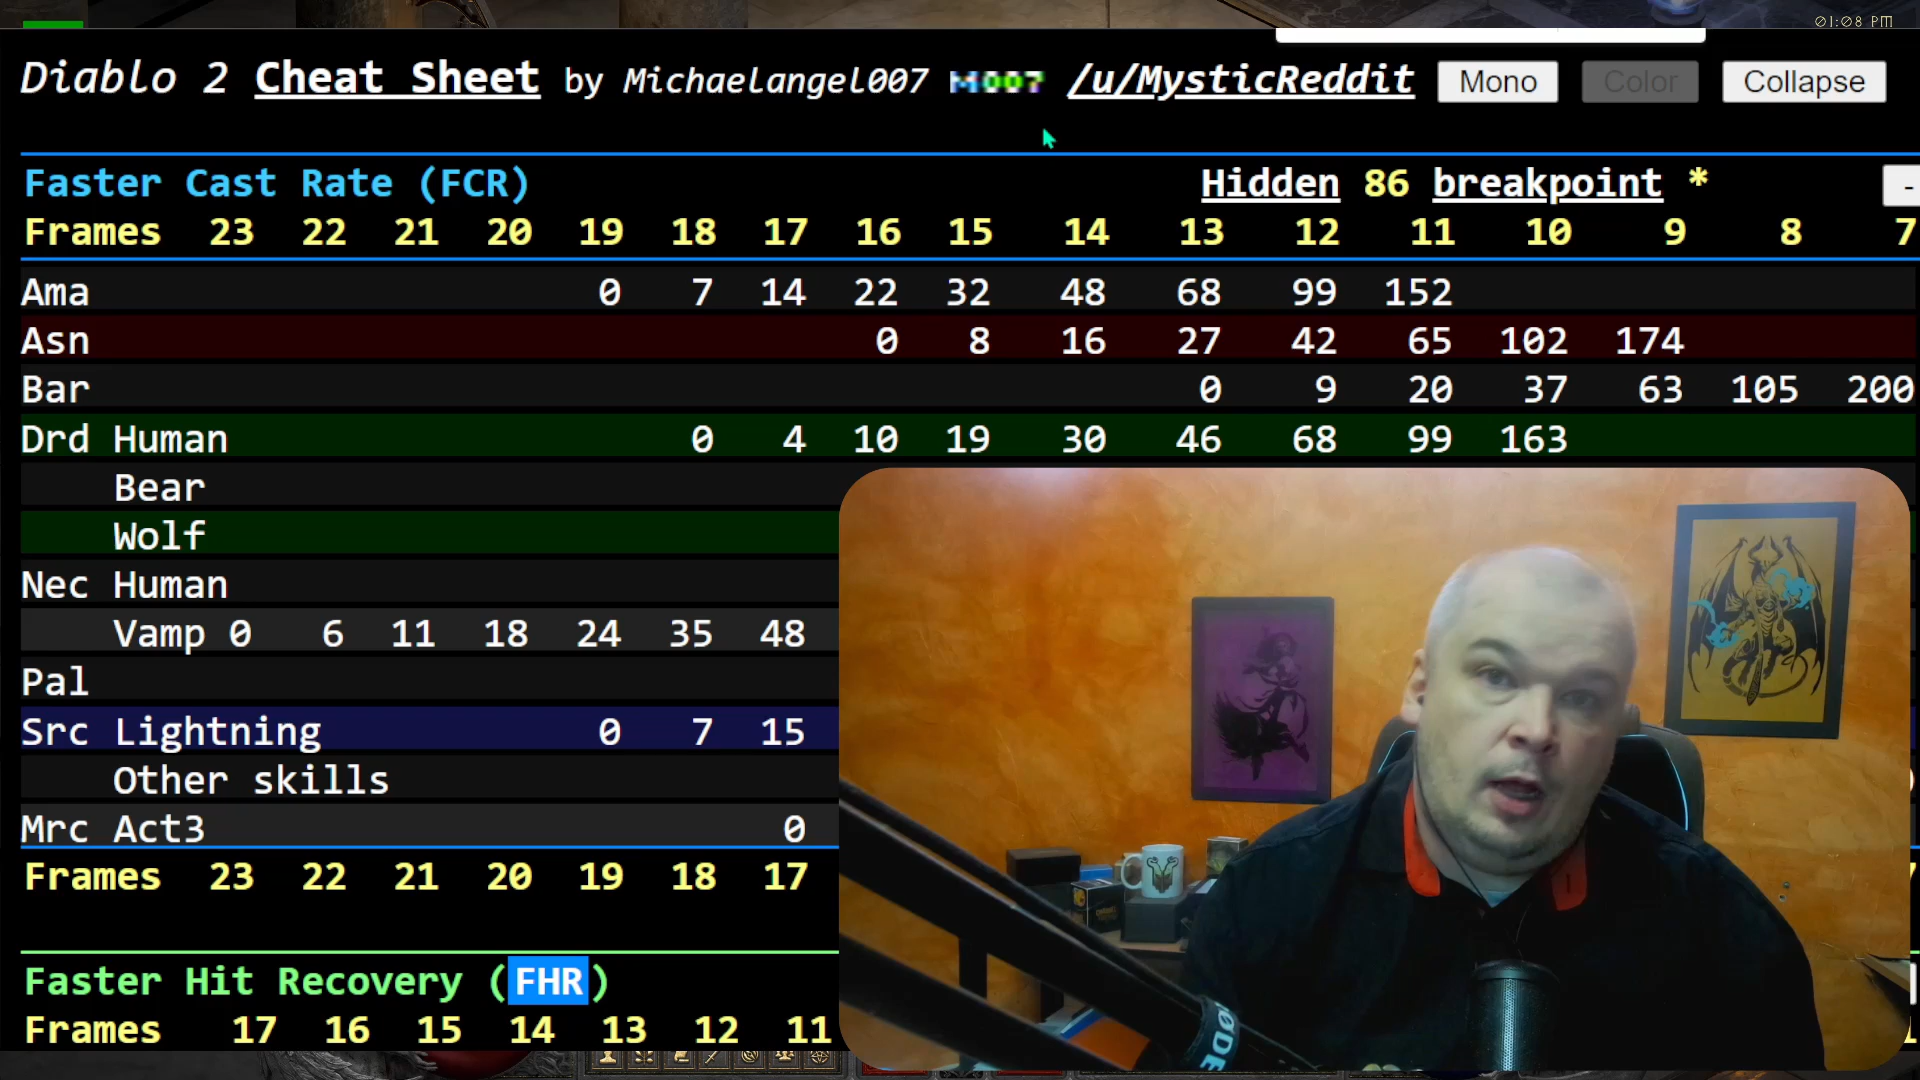 01:08 PM
Diablo 2 Cheat Sheet by Michaelangel007 M007 /u/MysticReddit Mono Color Collapse
Faster Cast Rate (FCR) Hidden 86 breakpoint * -
Frames 23 22 21 20 19 18 17 16 15 14 13 12 11 10 9 8 7
Ama 0 7 14 22 32 48 68 99 152
Asn 0 8 16 27 42 65 102 174
Bar 0 9 20 37 63 105 200
Drd Human 0 4 10 19 30 46 68 99 163
Bear
Wolf
Nec Human
Vamp 0 6 11 18 24 35 48
Pal
Src Lightning 0 7 15
Other skills
Mrc Act3 0
Frames 23 22 21 20 19 18 17
Faster Hit Recovery (FHR)
Frames 17 16 15 14 13 12 11